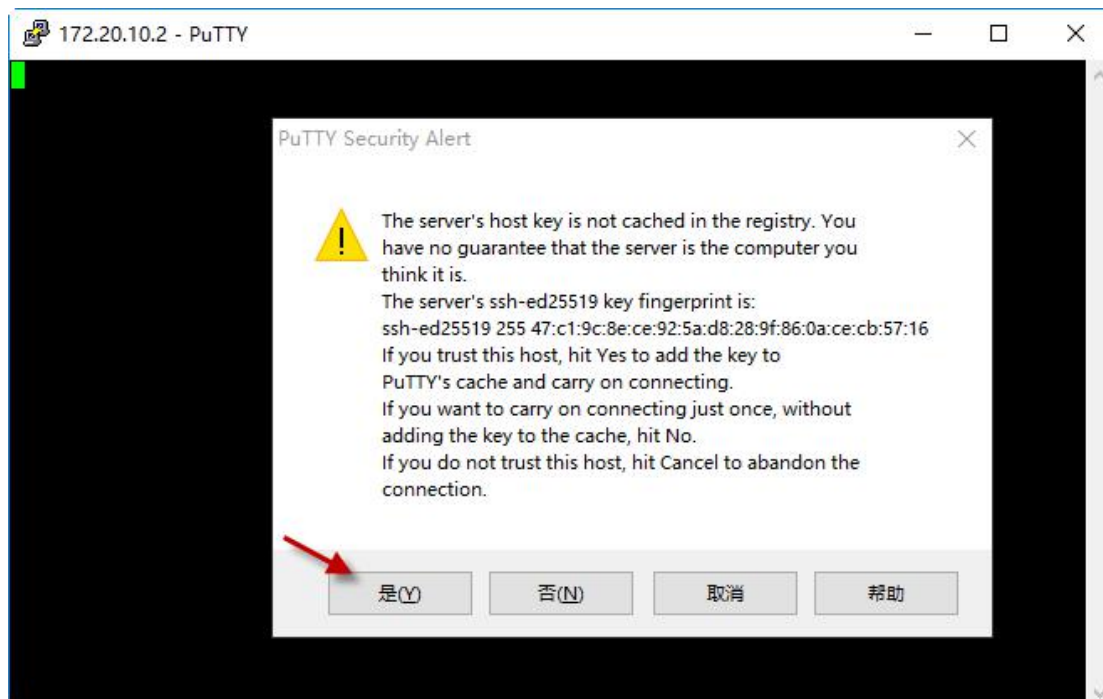 172.20.10.2 - PuTTY
PuTTY Security Alert
The server's host key is not cached in the registry. You
have no guarantee that the server is the computer you
think it is.
The server's ssh-ed25519 key fingerprint is:
ssh-ed25519 255 47:c1:9c:8e:ce:92:5a:d8:28:9f:86:0a:ce:cb:57:16
If you trust this host, hit Yes to add the key to
PuTTY's cache and carry on connecting.
If you want to carry on connecting just once, without
adding the key to the cache, hit No.
If you do not trust this host, hit Cancel to abandon the
connection.
是(Y) 否(N) 取消 帮助